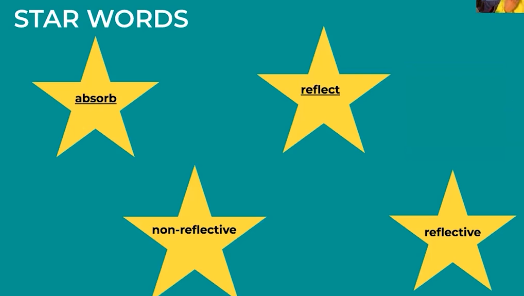 STAR WORDS
absorb
reflect
non-reflective
reflective